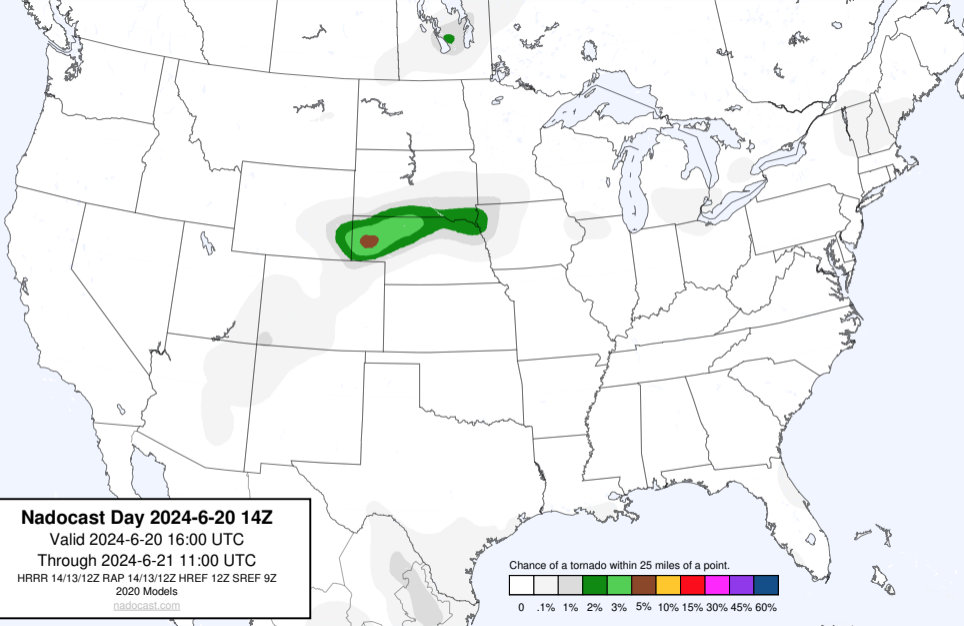 Nadocast Day 2024-6-20 14Z
Valid 2024-6-20 16:00 UTC
Through 2024-6-21 11:00 UTC
HRRR 14/13/12Z RAP 14/13/12Z HREF 12Z SREF 9Z
2020 Models
nadocast.com
Chance of a tornado within 25 miles of a point.
0 .1% 1% 2% 3% 5% 10% 15% 30% 45% 60%